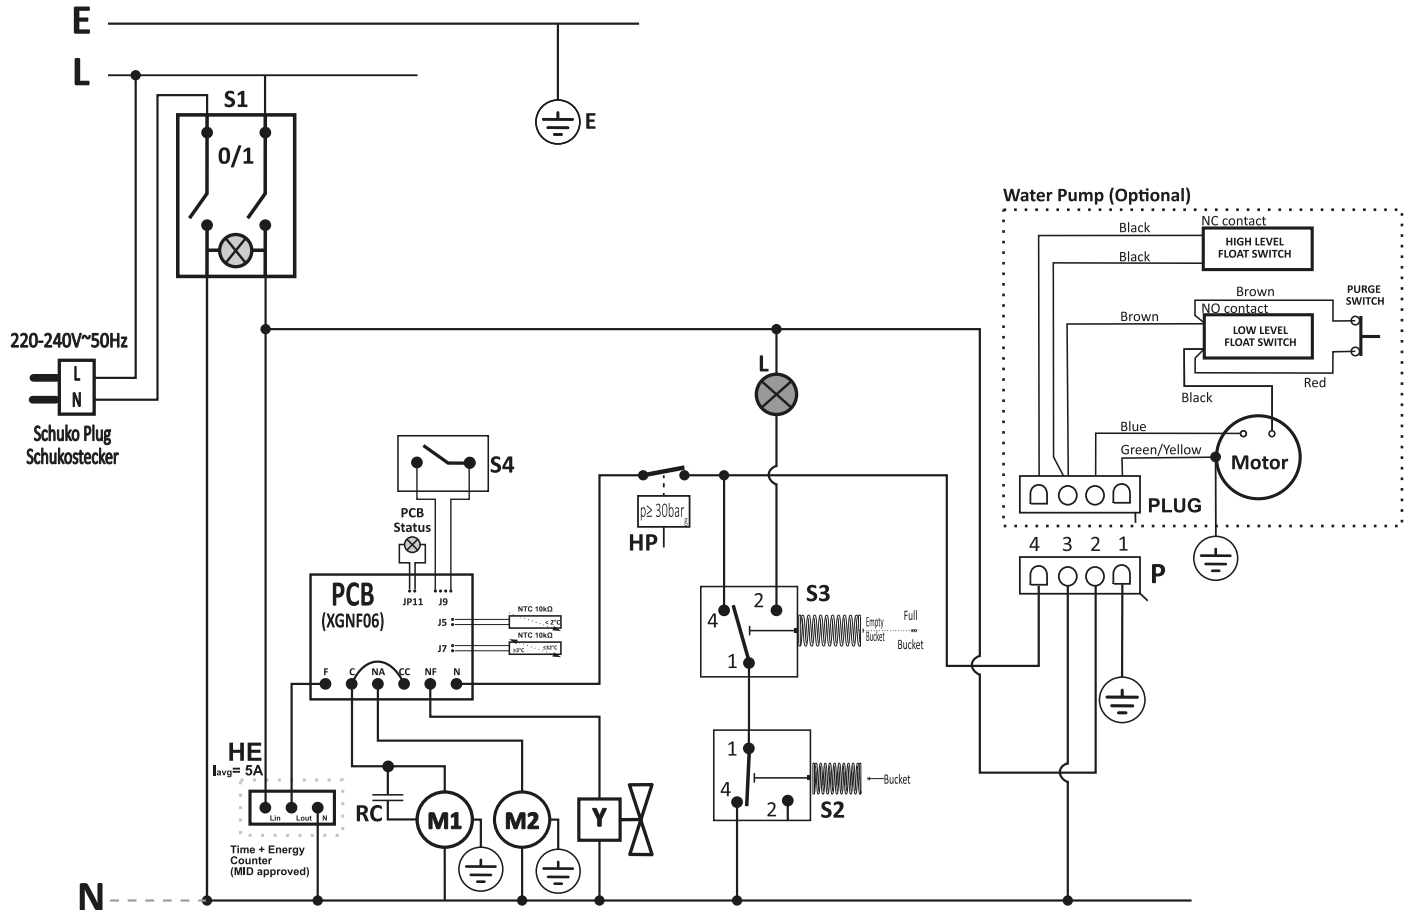 E
L
S1
0/1
E
Water Pump (Optional)
NC contact
Black
HIGH LEVEL
FLOAT SWITCH
Black
Brown
PURGE
SWITCH
NO contact
Brown
LOW LEVEL
FLOAT SWITCH
220-240V~50Hz
L
N
Schuko Plug
Schukostecker
L
Red
Black
Blue
Green/Yellow
Motor
S4
PCB
Status
p≥ 30bar
HP
PLUG
4 3 2 1
P
PCB
(XGNF06)
JP11
J9
J5
J7
NTC 10kΩ
< 2°C
NTC 10kΩ
≥3°C
≤32°C
F C NA CC NF N
S3
4
2
1
Empty
Bucket
Full
Bucket
HE
Iavg= 5A
Lin
Lout
N
Time + Energy
Counter
(MID approved)
RC
M1
M2
Y
1
4
2
S2
Bucket
N